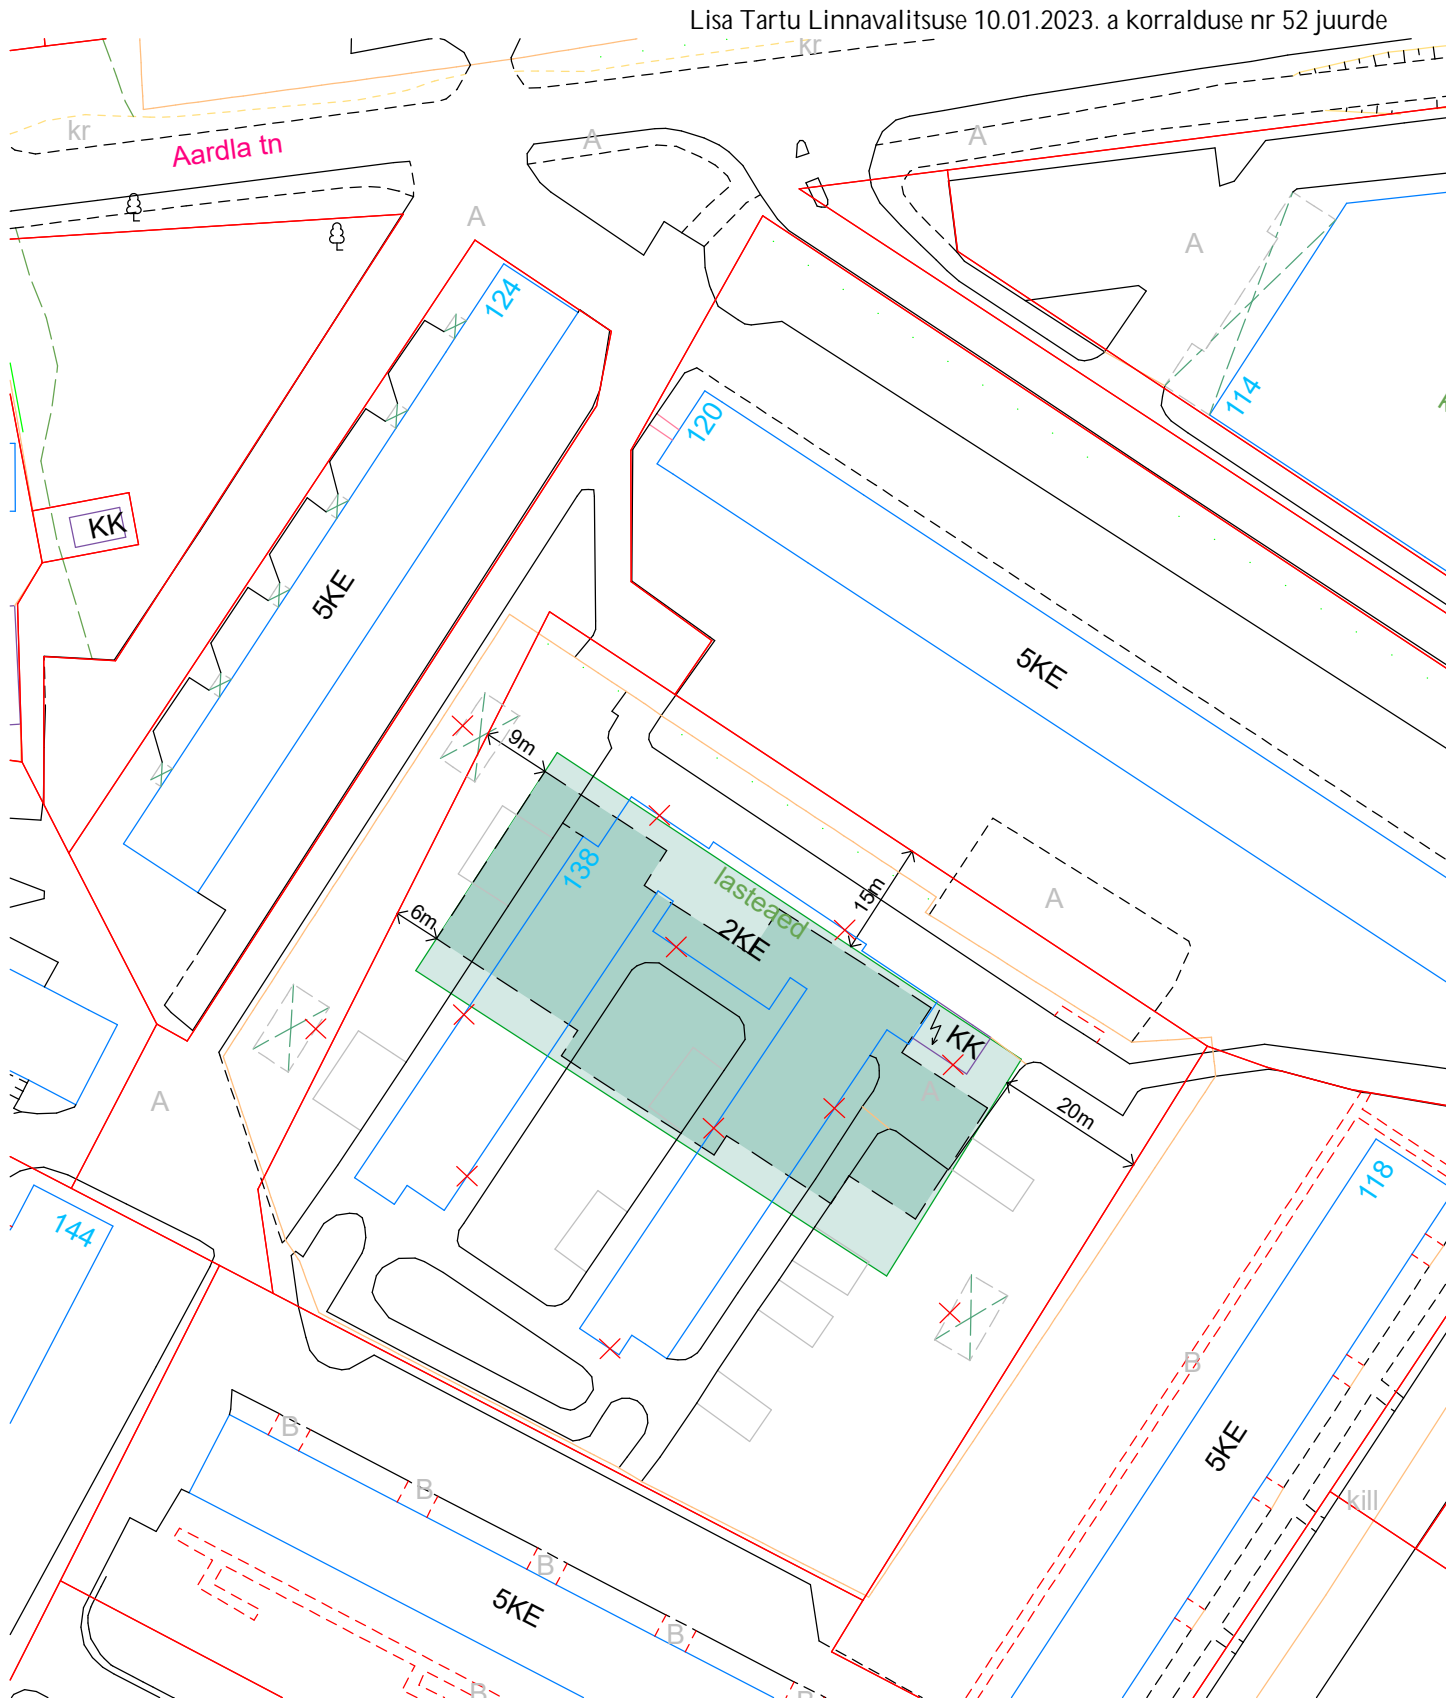 Lisa Tartu Linnavalitsuse 10.01.2023. a korralduse nr 52 juurde
kr
kr
Aardla tn
A
A
A
A
124
114
120
KK
5KE
5KE
9m
138
lasteaed
15m
A
6m
2KE
KK
A
A
20m
118
144
B
5KE
B
B
kill
B
5KE
B
B
B